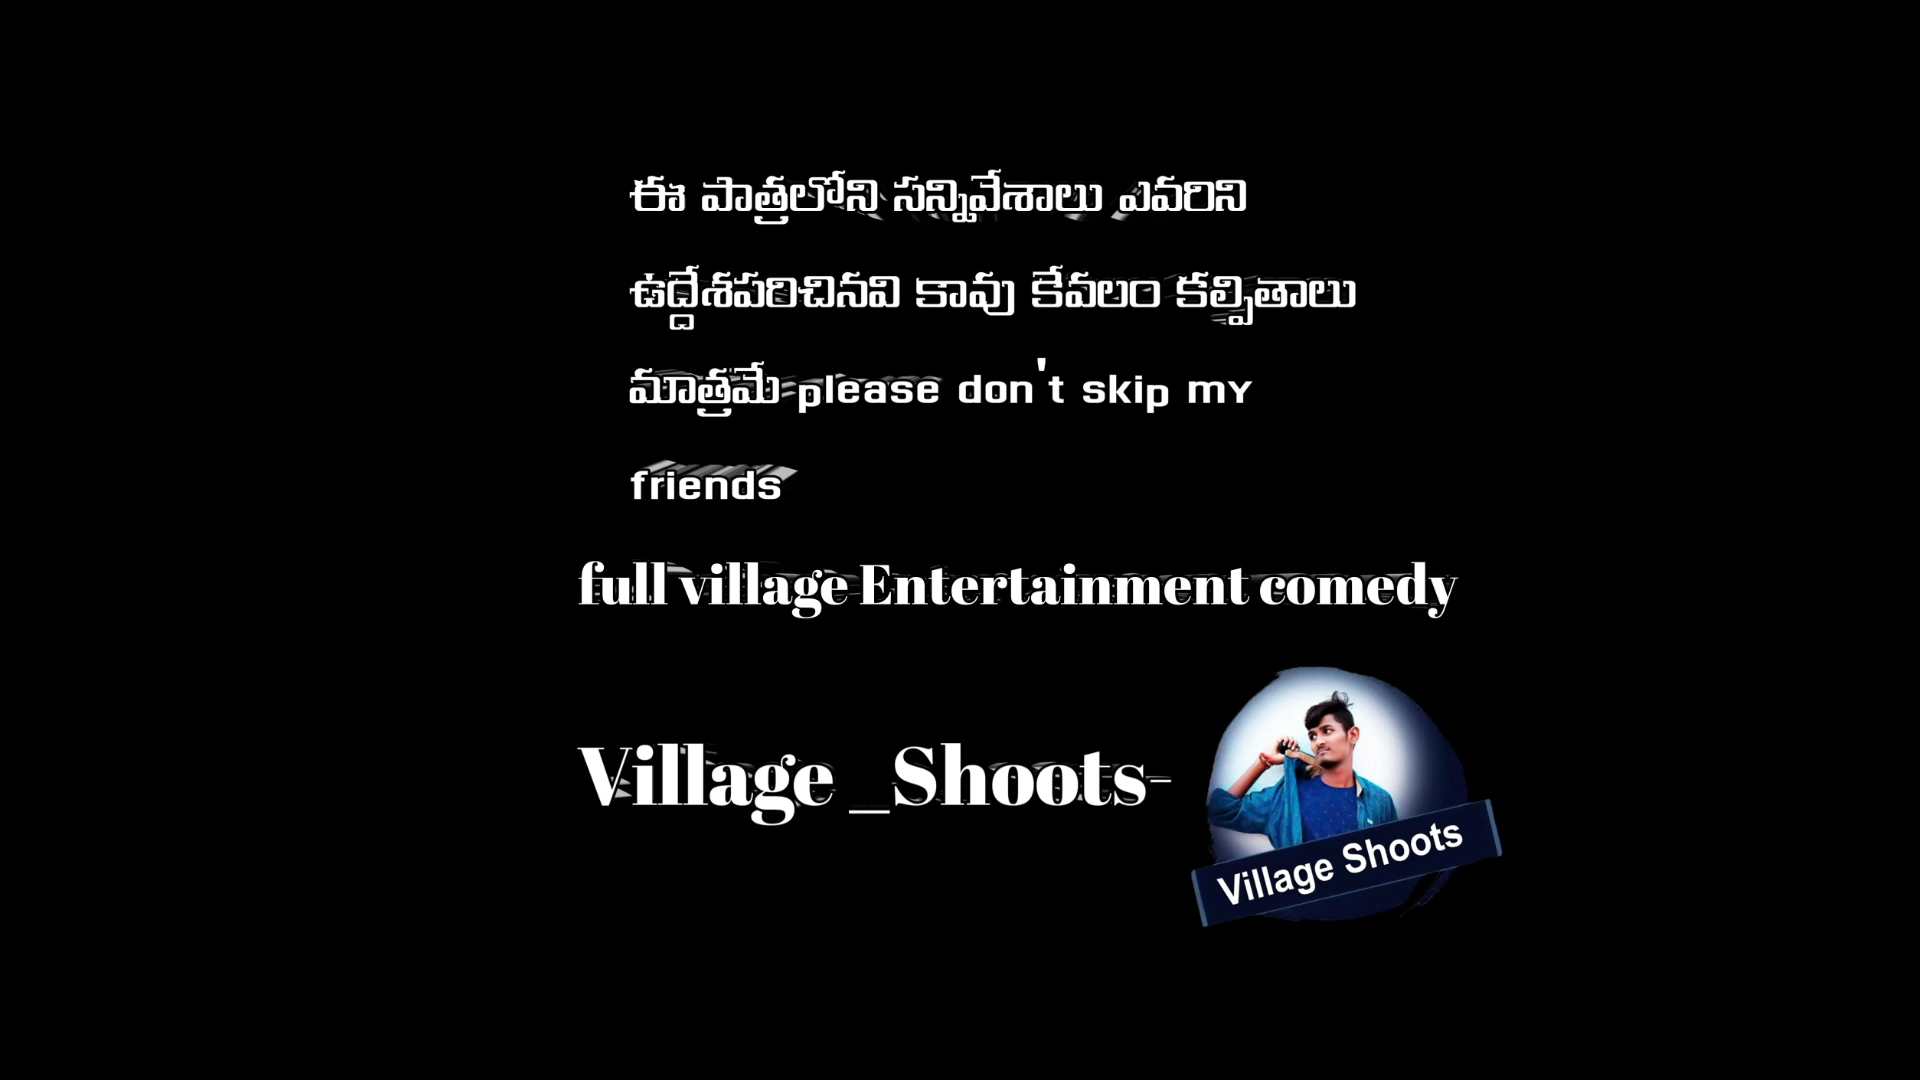 ఈ పాత్రలోని సన్నివేశాలు ఎవరిని
ఉద్దేశపరిచినవి కావు కేవలం కల్పితాలు
మాత్రమే please don't skip my
friends
full village Entertainment comedy
Village _Shoots-
Village Shoots